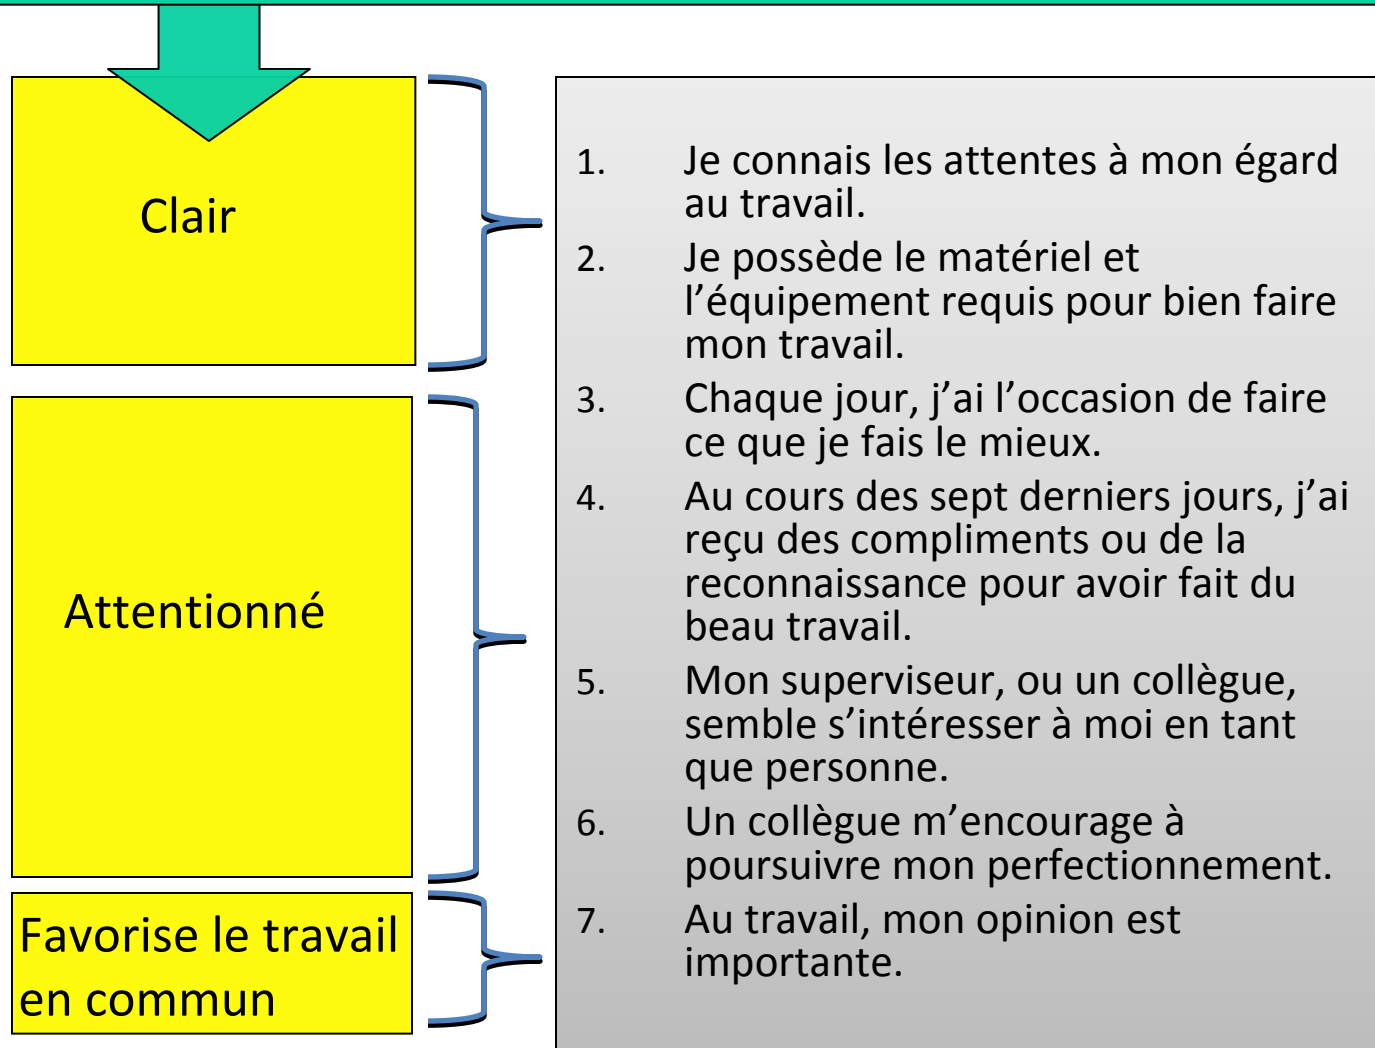 Clair
Attentionné
Favorise le travail
en commun
1. Je connais les attentes à mon égard
au travail.
2. Je possède le matériel et
l’équipement requis pour bien faire
mon travail.
3. Chaque jour, j’ai l’occasion de faire
ce que je fais le mieux.
4. Au cours des sept derniers jours, j’ai
reçu des compliments ou de la
reconnaissance pour avoir fait du
beau travail.
5. Mon superviseur, ou un collègue,
semble s’intéresser à moi en tant
que personne.
6. Un collègue m’encourage à
poursuivre mon perfectionnement.
7. Au travail, mon opinion est
importante.